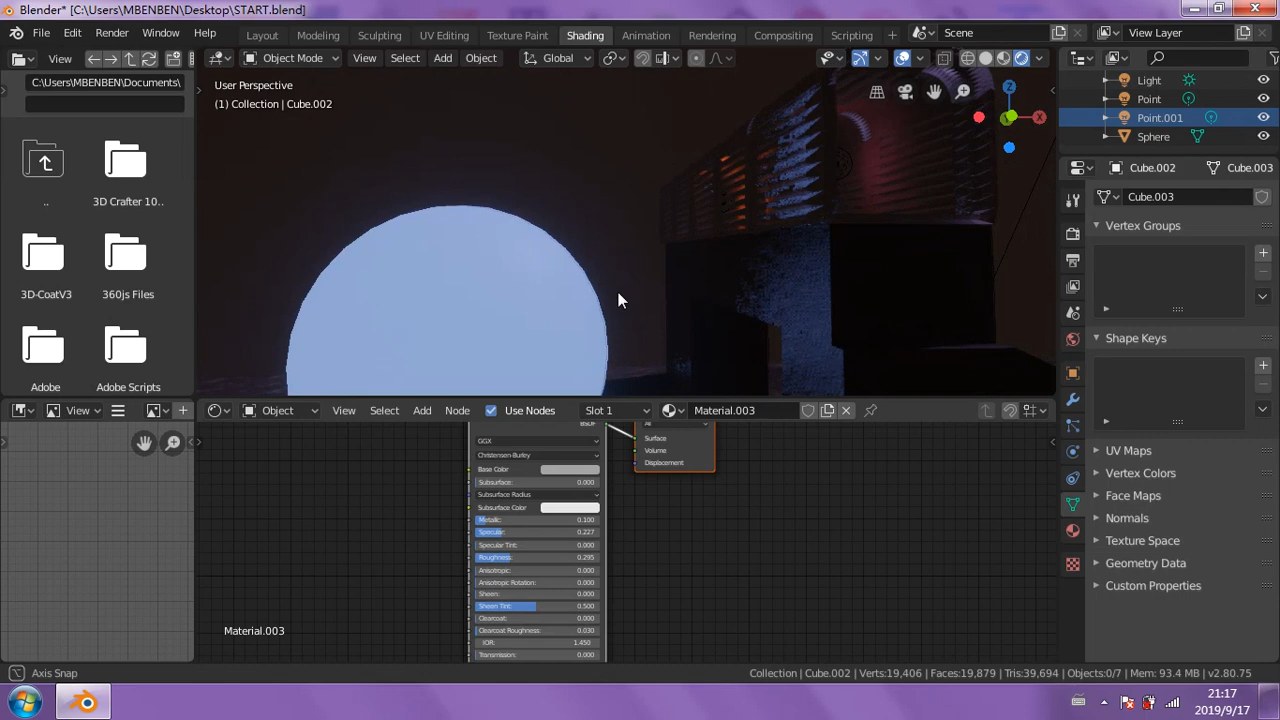 Blender* [C:\Users\MBENBEN\Desktop\START.blend]
File Edit Render Window Help
Layout Modeling Sculpting UV Editing Texture Paint Shading Animation Rendering Compositing Scripting
Scene
View Layer
View
Object Mode View Select Add Object
Global
C:\Users\MBENBEN\Documents\
User Perspective
(1) Collection | Cube.002
Z
X
Light
Point
Point.001
Sphere
Cube.002
Cube.003
Cube.003
Vertex Groups
Shape Keys
UV Maps
Vertex Colors
Face Maps
Normals
Texture Space
Geometry Data
Custom Properties
..
3D Crafter 10..
3D-CoatV3
360js Files
Adobe
Adobe Scripts
View
Object View Select Add Node Use Nodes Slot 1 Material.003
BSDF
GGX
Christensen-Burley
Base Color
Subsurface: 0.000
Subsurface Radius
Subsurface Color
Metallic: 0.100
Specular: 0.227
Specular Tint: 0.000
Roughness: 0.295
Anisotropic: 0.000
Anisotropic Rotation: 0.000
Sheen: 0.000
Sheen Tint: 0.500
Clearcoat: 0.000
Clearcoat Roughness: 0.030
IOR: 1.450
Transmission: 0.000
All
Surface
Volume
Displacement
Material.003
Axis Snap
Collection | Cube.002 | Verts:19,406 | Faces:19,879 | Tris:39,694 | Objects:0/7 | Mem: 93.4 MB | v2.80.75
21:17
2019/9/17